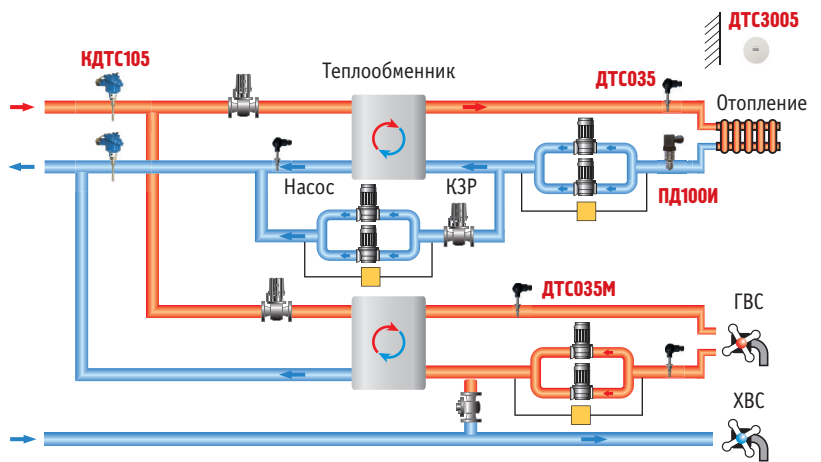 ДТС3005
КДТС105
Теплообменник
ДТС035
Отопление
Насос
КЗР
ПД100И
ДТС035М
ГВС
ХВС